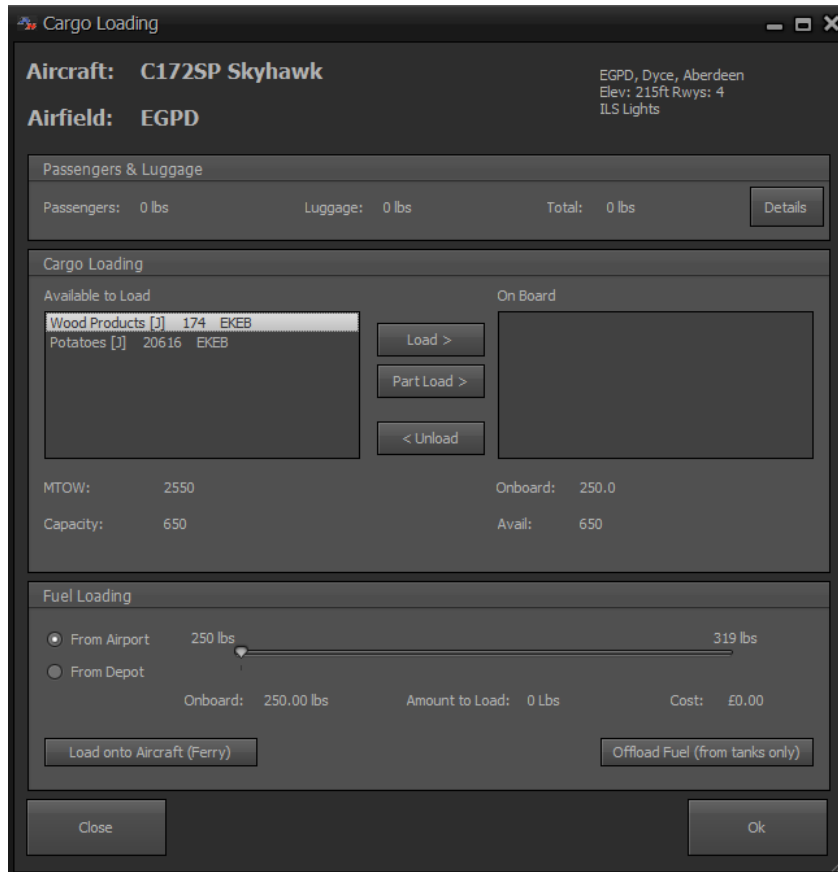 Cargo Loading
Aircraft: C172SP Skyhawk
EGPD, Dyce, Aberdeen
Elev: 215ft Rwys: 4
ILS Lights
Airfield: EGPD
Passengers & Luggage
Passengers: 0 lbs Luggage: 0 lbs Total: 0 lbs Details
Cargo Loading
Available to Load On Board
Wood Products [J] 174 EKEB
Potatoes [J] 20616 EKEB
Load >
Part Load >
< Unload
MTOW: 2550 Onboard: 250.0
Capacity: 650 Avail: 650
Fuel Loading
From Airport 250 lbs 319 lbs
From Depot
Onboard: 250.00 lbs Amount to Load: 0 Lbs Cost: £0.00
Load onto Aircraft (Ferry) Offload Fuel (from tanks only)
Close Ok